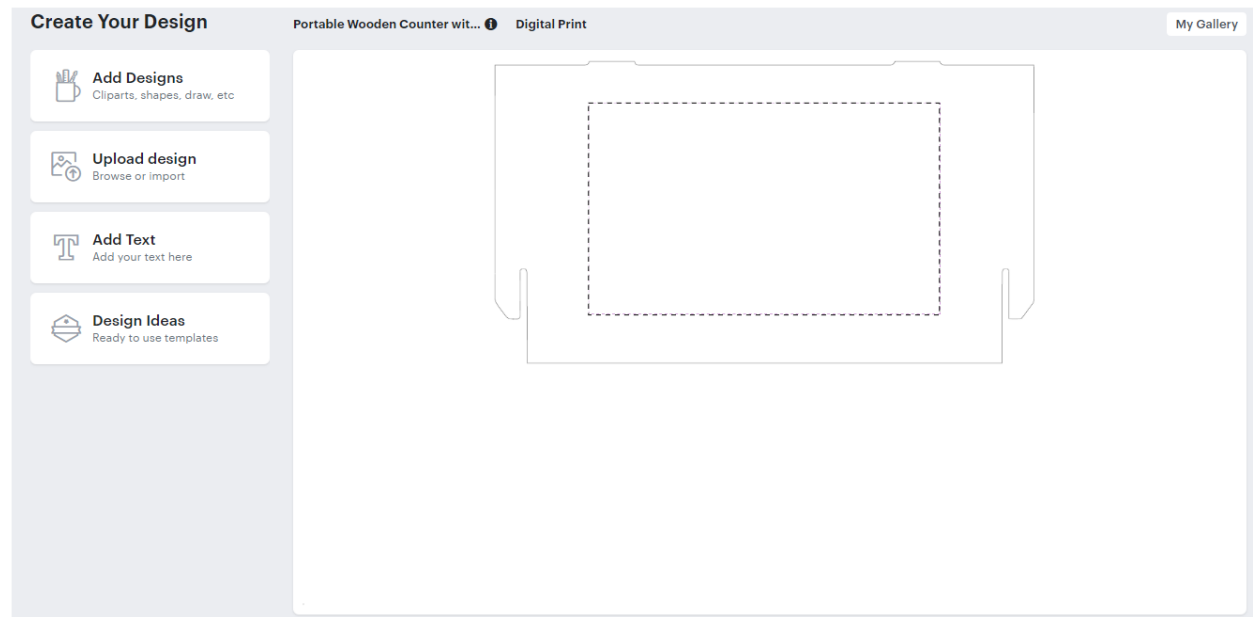 Create Your Design
Portable Wooden Counter wit... Digital Print
My Gallery
Add Designs
Cliparts, shapes, draw, etc
Upload design
Browse or import
Add Text
Add your text here
Design Ideas
Ready to use templates